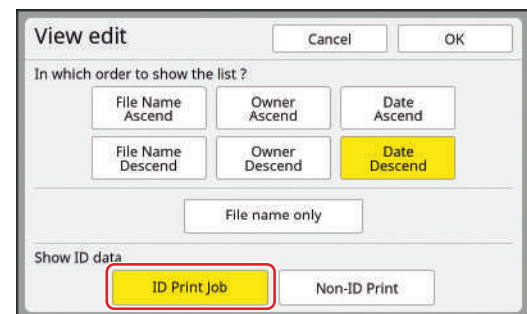 View edit
Cancel
OK
In which order to show the list ?
File Name
Ascend
Owner
Ascend
Date
Ascend
File Name
Descend
Owner
Descend
Date
Descend
File name only
Show ID data
ID Print Job
Non-ID Print